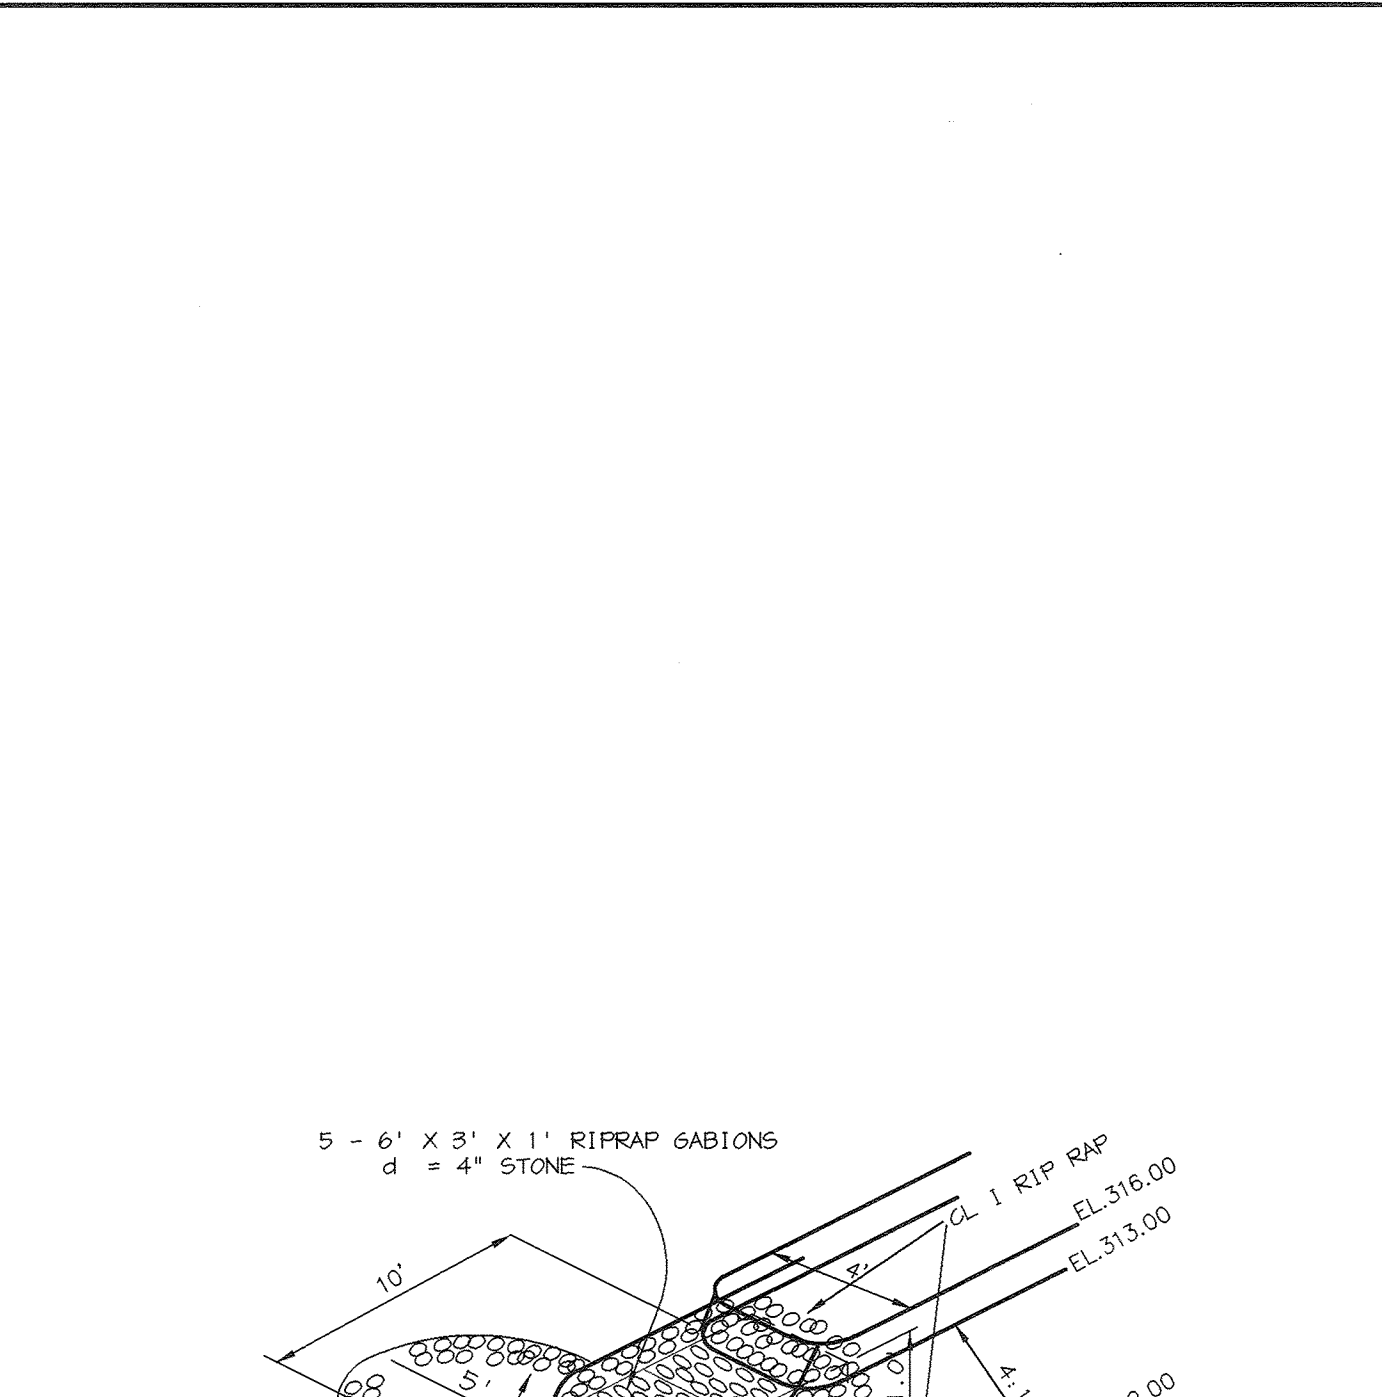 5 - 6' X 3' X 1' RIPRAP GABIONS
d = 4" STONE
CL I RIP RAP
EL.316.00
EL.313.00
10'
4'
5'